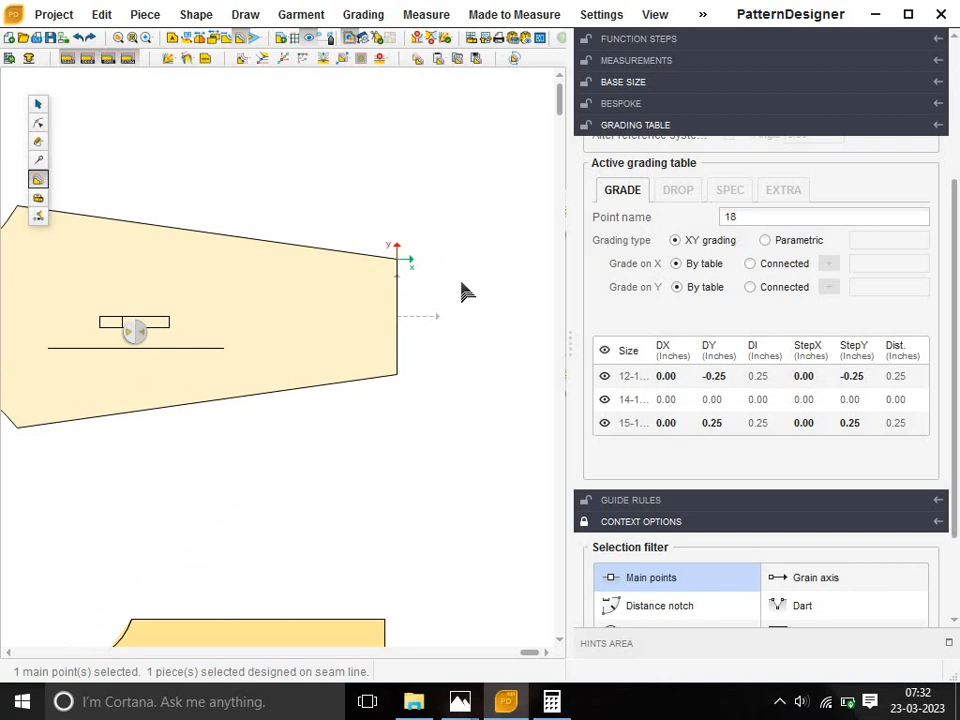 Project Edit Piece Shape Draw Garment Grading Measure Made to Measure Settings View » PatternDesigner
FUNCTION STEPS
MEASUREMENTS
BASE SIZE
BESPOKE
GRADING TABLE
Active grading table
GRADE DROP SPEC EXTRA
Point name 18
Grading type XY grading Parametric
Grade on X By table Connected
Grade on Y By table Connected
Size DX (Inches) DY (Inches) DI (Inches) StepX (Inches) StepY (Inches) Dist. (Inches)
12-1... 0.00 -0.25 0.25 0.00 -0.25 0.25
14-1... 0.00 0.00 0.00 0.00 0.00 0.00
15-1... 0.00 0.25 0.25 0.00 0.25 0.25
y
x
GUIDE RULES
CONTEXT OPTIONS
Selection filter
Main points Grain axis
Distance notch Dart
HINTS AREA
1 main point(s) selected. 1 piece(s) selected designed on seam line.
I'm Cortana. Ask me anything.
07:32
23-03-2023